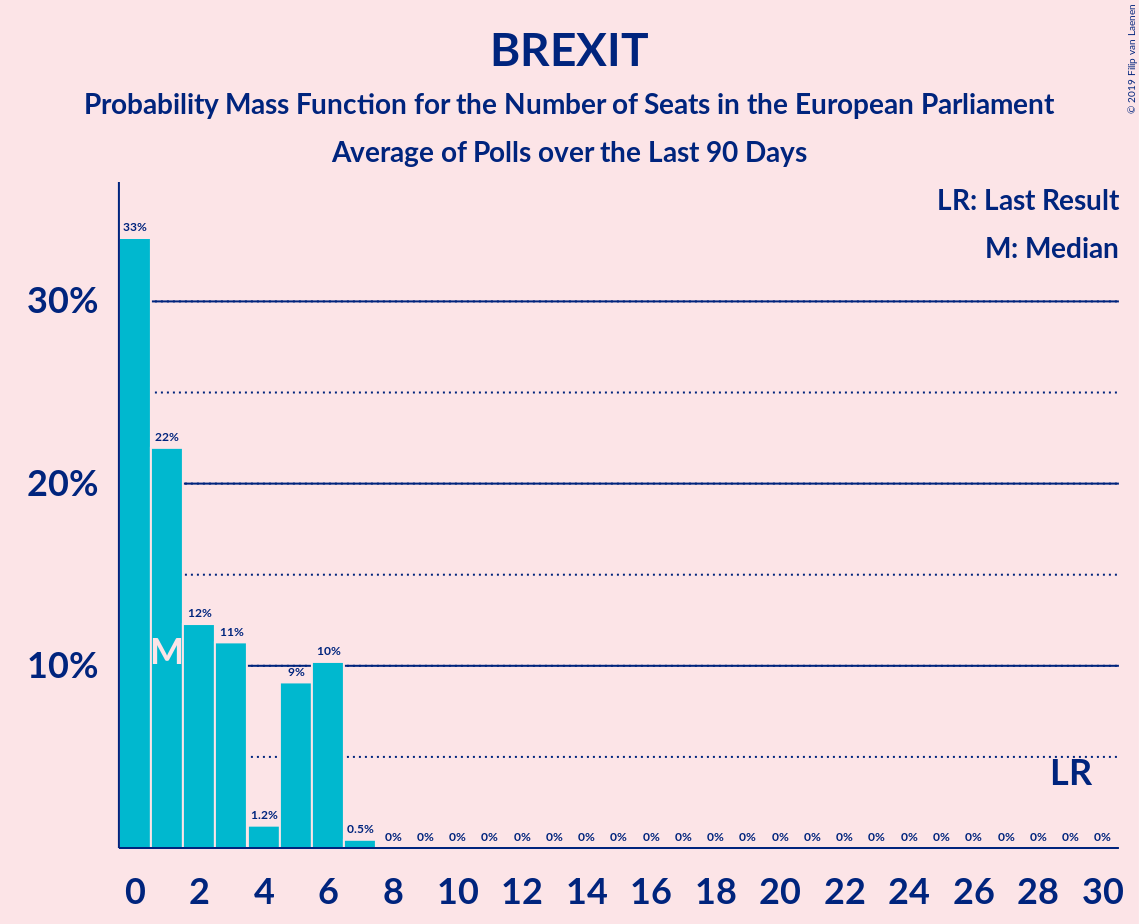 BREXIT
Probability Mass Function for the Number of Seats in the European Parliament
Average of Polls over the Last 90 Days
© 2019 Filip van Laenen
LR: Last Result
M: Median
33%
30%
22%
20%
12%
11%
M
10%
10%
9%
LR
1.2%
0.5%
0% 0% 0% 0% 0% 0% 0% 0% 0% 0% 0% 0% 0% 0% 0% 0% 0% 0% 0% 0% 0% 0% 0%
0 2 4 6 8 10 12 14 16 18 20 22 24 26 28 30